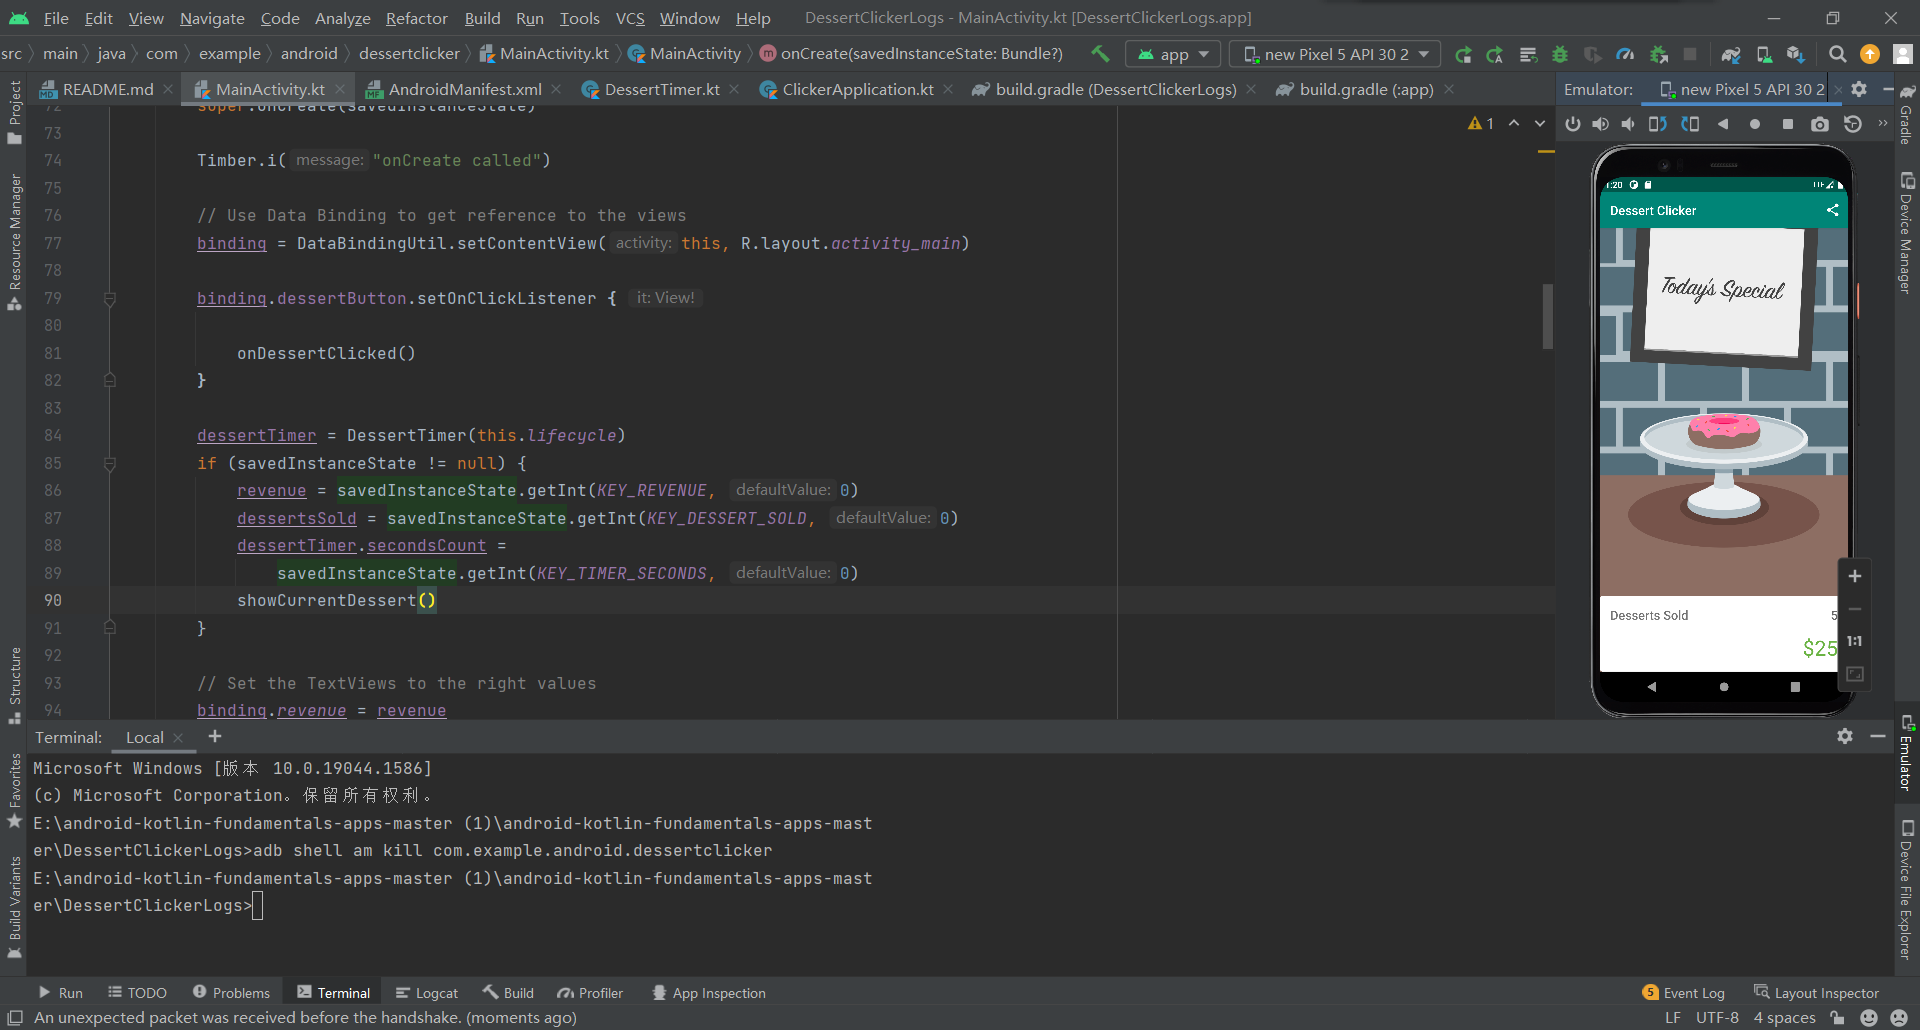 File Edit View Navigate Code Analyze Refactor Build Run Tools VCS Window Help DessertClickerLogs - MainActivity.kt [DessertClickerLogs.app]
src main java com example android dessertclicker MainActivity.kt MainActivity onCreate(savedInstanceState: Bundle?) app new Pixel 5 API 30 2
README.md MainActivity.kt AndroidManifest.xml DessertTimer.kt ClickerApplication.kt build.gradle (DessertClickerLogs) build.gradle (:app) Emulator: new Pixel 5 API 30 2
Project
Resource Manager
Structure
Favorites
Build Variants
72 super.onCreate(savedInstanceState)
73
74 Timber.i( message: "onCreate called")
75
76 // Use Data Binding to get reference to the views
77 binding = DataBindingUtil.setContentView( activity: this, R.layout.activity_main)
78
79 binding.dessertButton.setOnClickListener { it: View!
80
81 onDessertClicked()
82 }
83
84 dessertTimer = DessertTimer(this.lifecycle)
85 if (savedInstanceState != null) {
86 revenue = savedInstanceState.getInt(KEY_REVENUE, defaultValue: 0)
87 dessertsSold = savedInstanceState.getInt(KEY_DESSERT_SOLD, defaultValue: 0)
88 dessertTimer.secondsCount =
89 savedInstanceState.getInt(KEY_TIMER_SECONDS, defaultValue: 0)
90 showCurrentDessert()
91 }
92
93 // Set the TextViews to the right values
94 binding.revenue = revenue
1
1:20 LTE
Dessert Clicker
Today's Special
Desserts Sold 5
$25
1:1
Gradle
Device Manager
Emulator
Device File Explorer
Terminal: Local
Microsoft Windows [版本 10.0.19044.1586]
(c) Microsoft Corporation。保留所有权利。
E:\android-kotlin-fundamentals-apps-master (1)\android-kotlin-fundamentals-apps-mast
er\DessertClickerLogs>adb shell am kill com.example.android.dessertclicker
E:\android-kotlin-fundamentals-apps-master (1)\android-kotlin-fundamentals-apps-mast
er\DessertClickerLogs>
Run TODO Problems Terminal Logcat Build Profiler App Inspection 5 Event Log Layout Inspector
An unexpected packet was received before the handshake. (moments ago) LF UTF-8 4 spaces